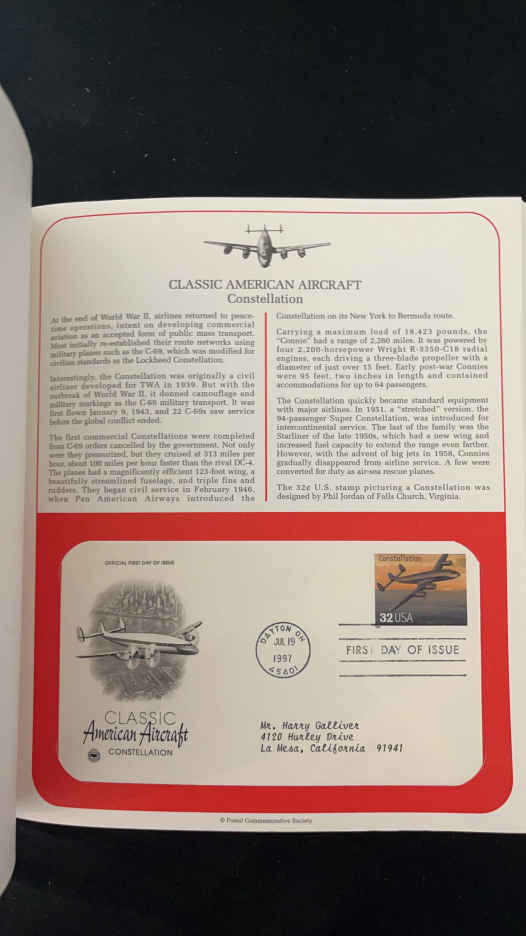 CLASSIC AMERICAN AIRCRAFT
Constellation
At the end of World War II, airlines returned to peace-
time operations, intent on developing commercial
aviation as an accepted form of public mass transport.
Most initially re-established their route networks using
military planes such as the C-69, which was modified for
civilian standards as the Lockheed Constellation.
Interestingly, the Constellation was originally a civil
airliner developed for TWA in 1939. But with the
outbreak of World War II, it donned camouflage and
military markings as the C-69 military transport. It was
first flown January 9, 1943, and 22 C-69s saw service
before the global conflict ended.
The first commercial Constellations were completed
from C-69 orders cancelled by the government. Not only
were they pressurized, but they cruised at 313 miles per
hour, about 100 miles per hour faster than the rival DC-4.
The planes had a magnificently efficient 123-foot wing, a
beautifully streamlined fuselage, and triple fins and
rudders. They began civil service in February 1946,
when Pan American Airways introduced the
Constellation on its New York to Bermuda route.
Carrying a maximum load of 18,423 pounds, the
"Connie" had a range of 2,260 miles. It was powered by
four 2,200-horsepower Wright R-3350-C18 radial
engines, each driving a three-blade propeller with a
diameter of just over 15 feet. Early post-war Connies
were 95 feet, two inches in length and contained
accommodations for up to 64 passengers.
The Constellation quickly became standard equipment
with major airlines. In 1951, a "stretched" version, the
94-passenger Super Constellation, was introduced for
intercontinental service. The last of the family was the
Starliner of the late 1950s, which had a new wing and
increased fuel capacity to extend the range even farther.
However, with the advent of big jets in 1958, Connies
gradually disappeared from airline service. A few were
converted for duty as air-sea rescue planes.
The 32¢ U.S. stamp picturing a Constellation was
designed by Phil Jordan of Falls Church, Virginia.
OFFICIAL FIRST DAY OF ISSUE
CLASSIC
American Aircraft
CONSTELLATION
DAYTON OH
JUL 19
1997
45401
Constellation
32 USA
FIRST DAY OF ISSUE
Mr. Harry Galliver
4120 Hurley Drive
La Mesa, California 91941
© Postal Commemorative Society